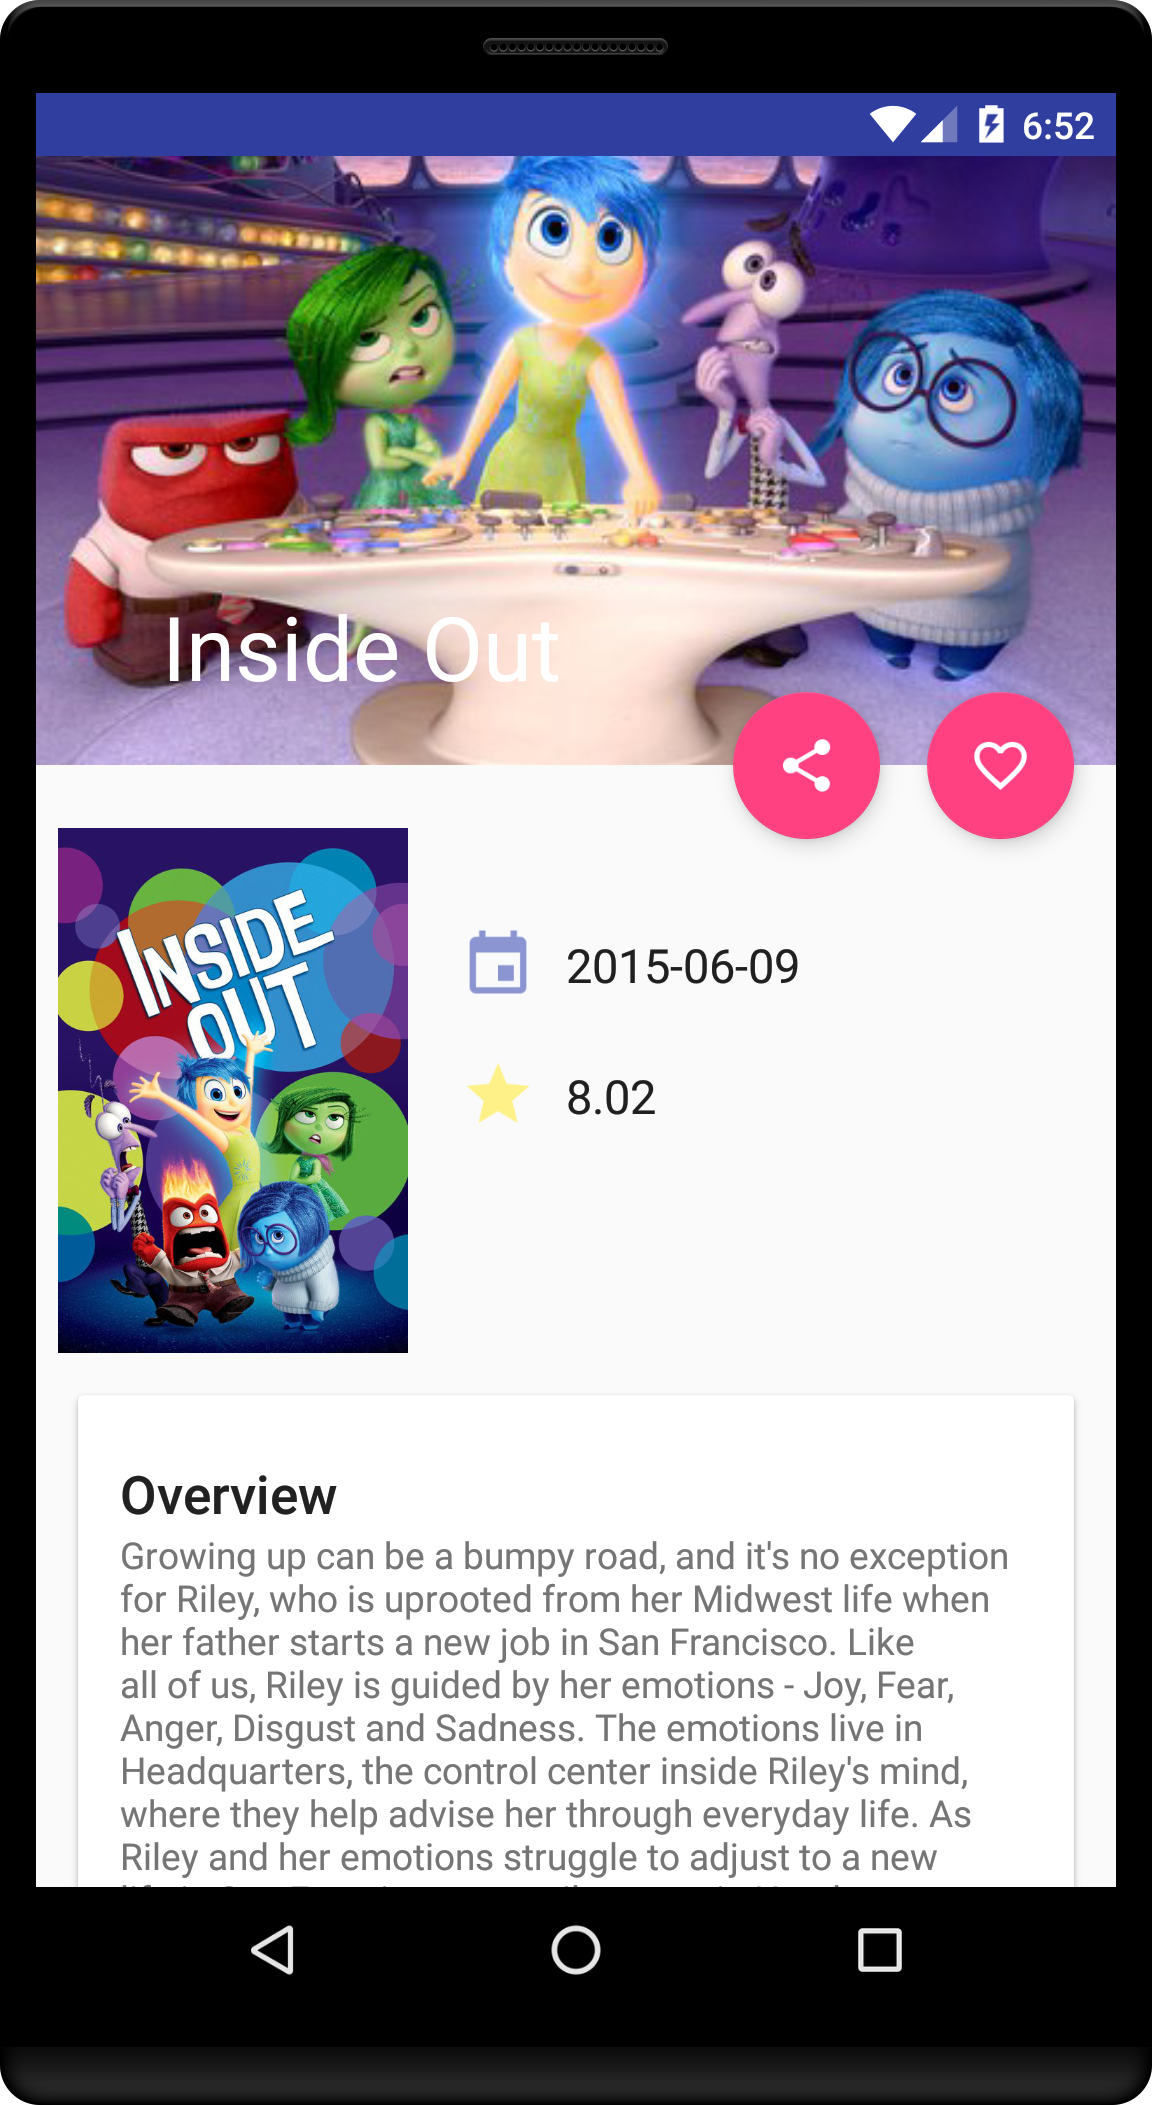 6:52
Inside Out
INSIDE
OUT
2015-06-09
8.02
Overview
Growing up can be a bumpy road, and it's no exception
for Riley, who is uprooted from her Midwest life when
her father starts a new job in San Francisco. Like
all of us, Riley is guided by her emotions - Joy, Fear,
Anger, Disgust and Sadness. The emotions live in
Headquarters, the control center inside Riley's mind,
where they help advise her through everyday life. As
Riley and her emotions struggle to adjust to a new